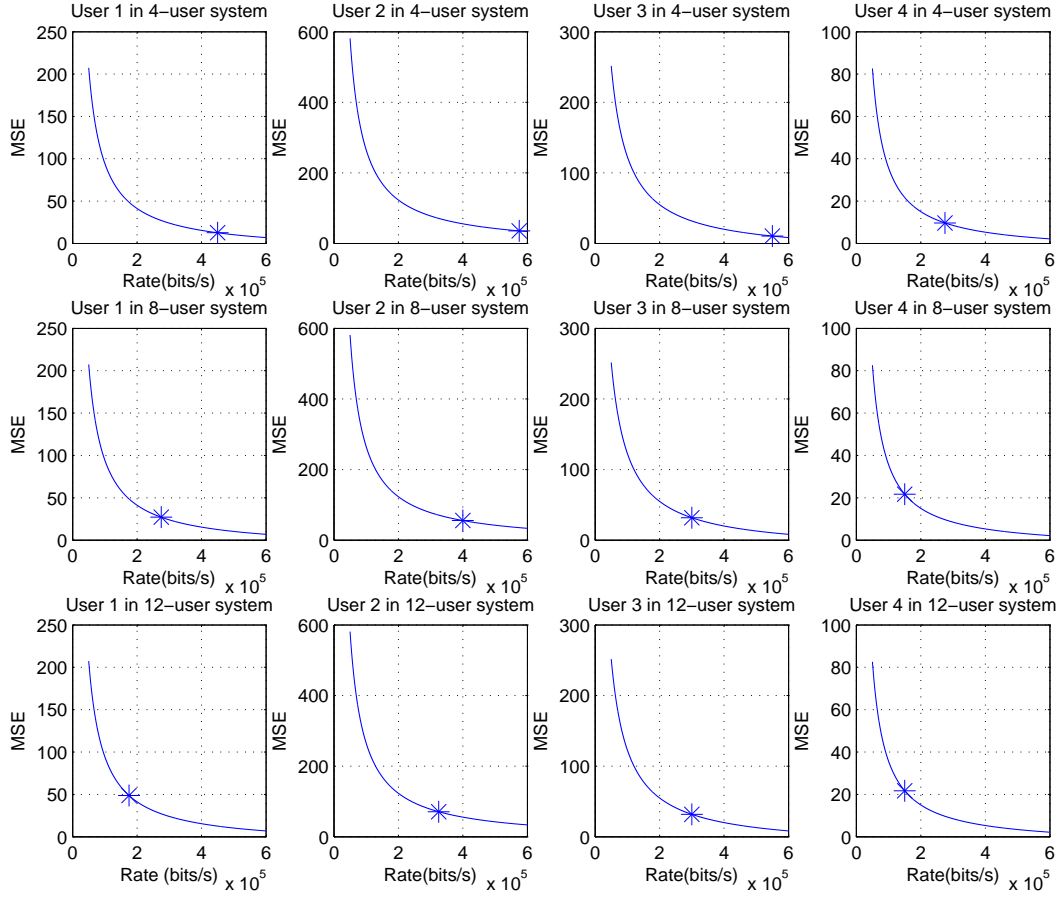 User 1 in 4−user system
User 2 in 4−user system
User 3 in 4−user system
User 4 in 4−user system
250
200
150
100
50
0
MSE
0
2
4
6
Rate(bits/s)
x 10^5
600
400
200
0
MSE
0
2
4
6
Rate(bits/s)
x 10^5
300
200
100
0
MSE
0
2
4
6
Rate(bits/s)
x 10^5
100
80
60
40
20
0
MSE
0
2
4
6
Rate(bits/s)
x 10^5
User 1 in 8−user system
User 2 in 8−user system
User 3 in 8−user system
User 4 in 8−user system
250
200
150
100
50
0
MSE
0
2
4
6
Rate(bits/s)
x 10^5
600
400
200
0
MSE
0
2
4
6
Rate(bits/s)
x 10^5
300
200
100
0
MSE
0
2
4
6
Rate(bits/s)
x 10^5
100
80
60
40
20
0
MSE
0
2
4
6
Rate(bits/s)
x 10^5
User 1 in 12−user system
User 2 in 12−user system
User 3 in 12−user system
User 4 in 12−user system
250
200
150
100
50
0
MSE
0
2
4
6
Rate (bits/s)
x 10^5
600
400
200
0
MSE
0
2
4
6
Rate(bits/s)
x 10^5
300
200
100
0
MSE
0
2
4
6
Rate(bits/s)
x 10^5
100
80
60
40
20
0
MSE
0
2
4
6
Rate(bits/s)
x 10^5